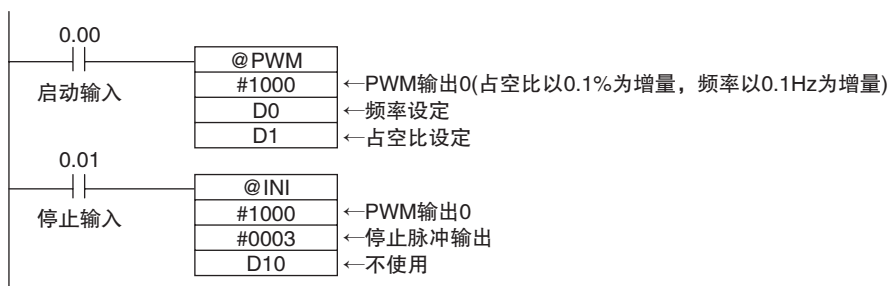 0.00
启动输入
@PWM
#1000 ←PWM输出0(占空比以0.1%为增量，频率以0.1Hz为增量)
D0 ←频率设定
D1 ←占空比设定
0.01
停止输入
@INI
#1000 ←PWM输出0
#0003 ←停止脉冲输出
D10 ←不使用